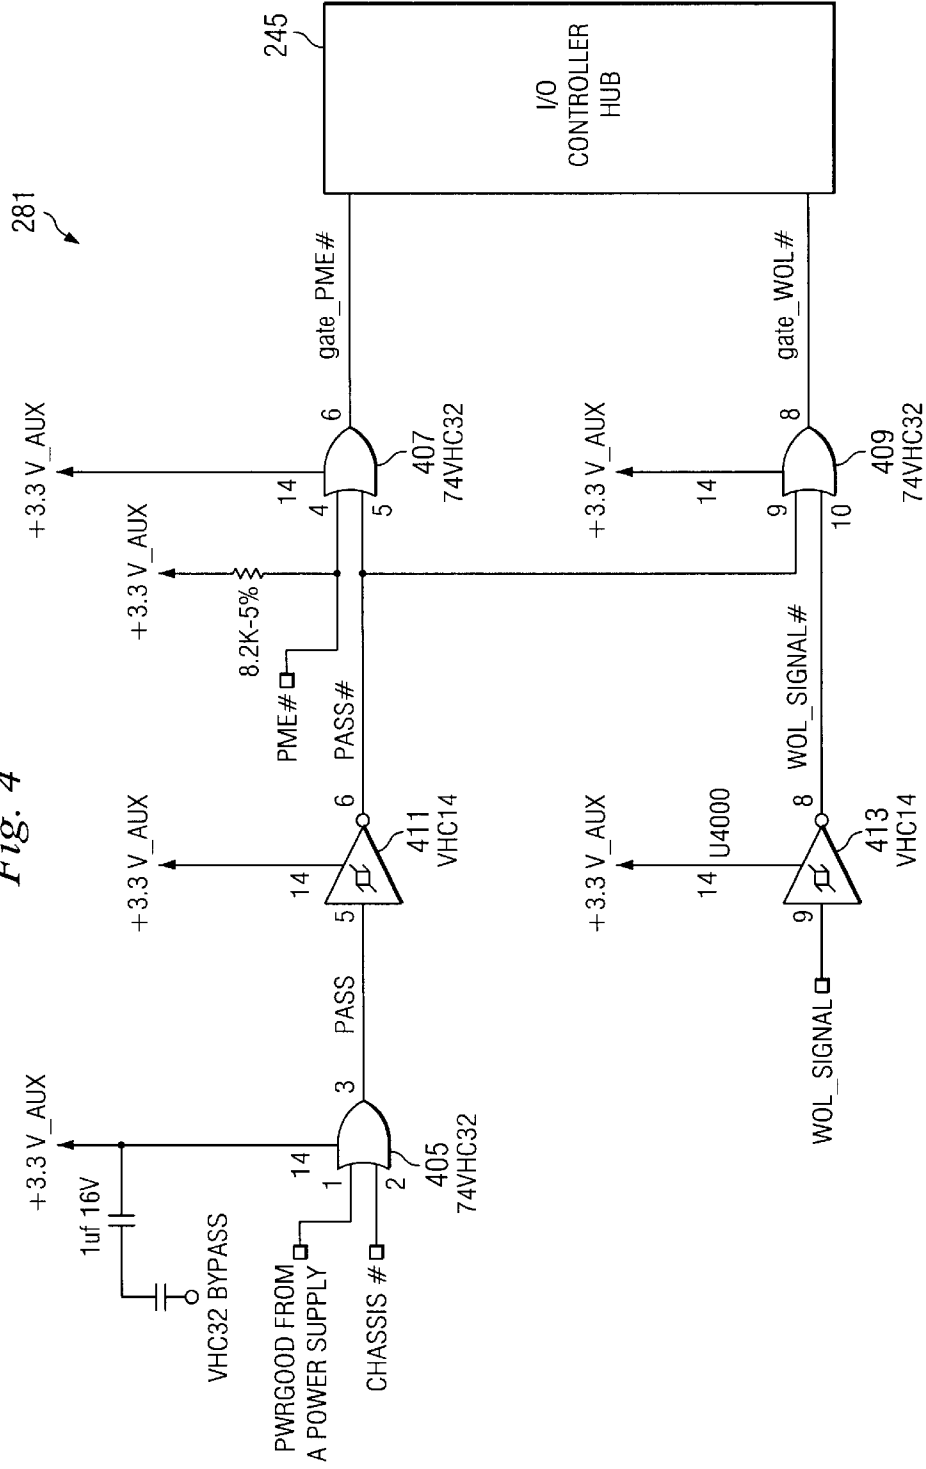 Fig. 4
281
+3.3 V_AUX
1uf 16V
VHC32 BYPASS
PWRGOOD FROM
A POWER SUPPLY
CHASSIS #
14
1
2
3
405
74VHC32
PASS
+3.3 V_AUX
14
5
6
411
VHC14
PASS#
PME#
8.2K-5%
+3.3 V_AUX
+3.3 V_AUX
14
4
5
6
407
74VHC32
gate_PME#
245
I/O
CONTROLLER
HUB
WOL_SIGNAL
+3.3 V_AUX
14
U4000
9
8
413
VHC14
WOL_SIGNAL#
+3.3 V_AUX
14
9
10
8
409
74VHC32
gate_WOL#